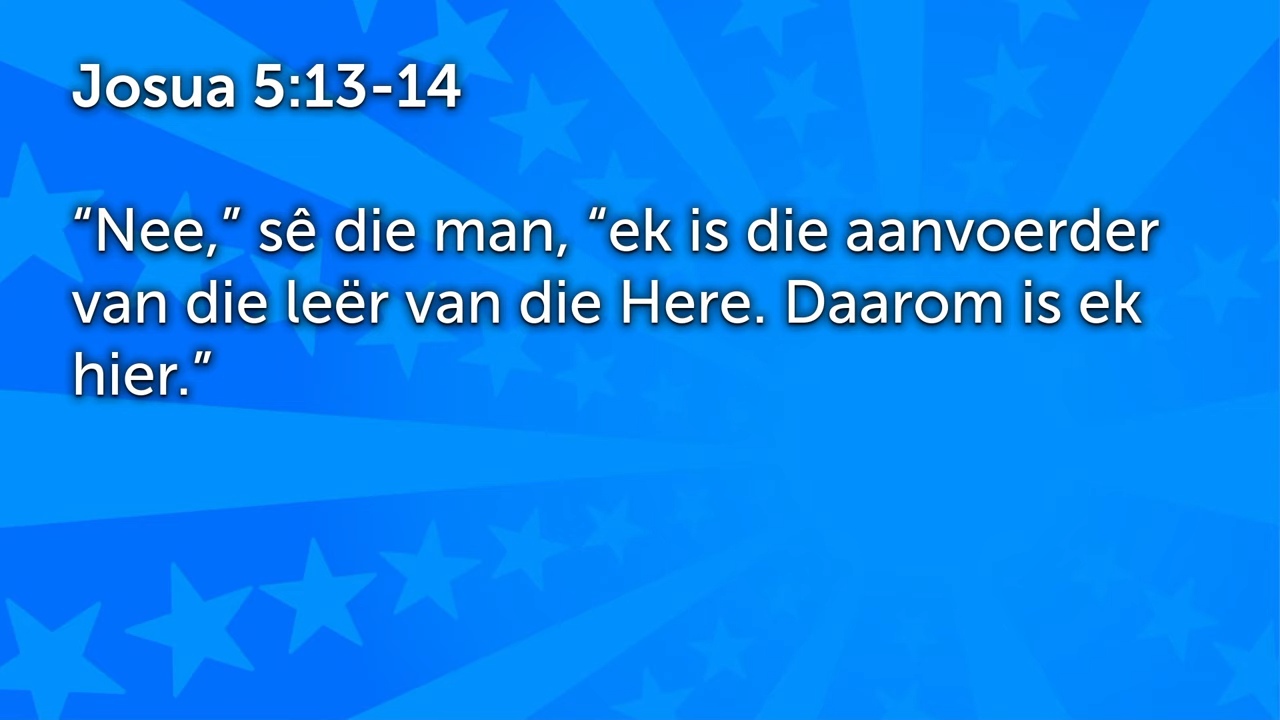 Josua 5:13-14
“Nee,” sê die man, “ek is die aanvoerder
van die leër van die Here. Daarom is ek
hier.”